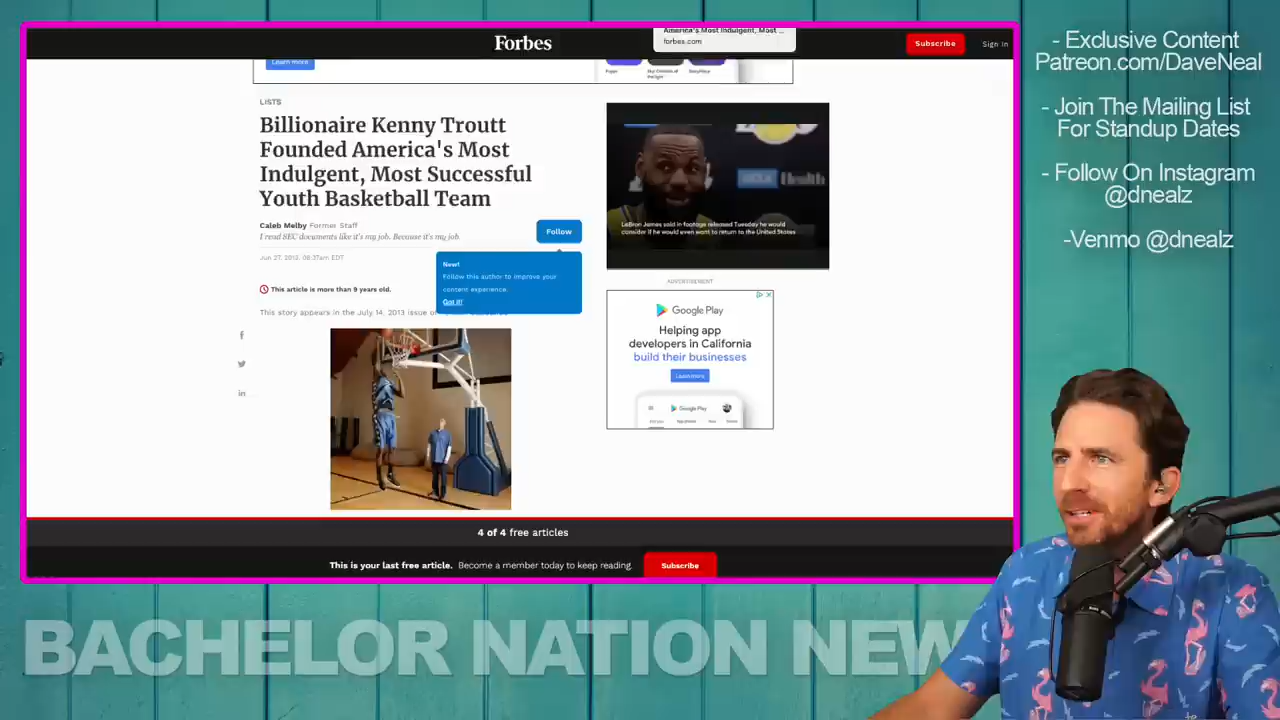 Forbes
America's Most Indulgent, Most ...
forbes.com
Subscribe
Sign In
Learn more
LISTS
Billionaire Kenny Troutt
Founded America's Most
Indulgent, Most Successful
Youth Basketball Team
Caleb Melby Former Staff
I read SEC documents like it's my job. Because it's my job.
Follow
New!
Follow this author to improve your
content experience.
Got it!
This article is more than 9 years old.
This story appears in the July 14, 2013 issue
LeBron James said in footage released Tuesday he would
consider if he would even want to return to the United States
ADVERTISEMENT
Google Play
Helping app
developers in California
build their businesses
Learn more
Google Play
4 of 4 free articles
This is your last free article. Become a member today to keep reading.
Subscribe
- Exclusive Content
Patreon.com/DaveNeal
- Join The Mailing List
For Standup Dates
- Follow On Instagram
@dnealz
-Venmo @dnealz
BACHELOR NATION NEW